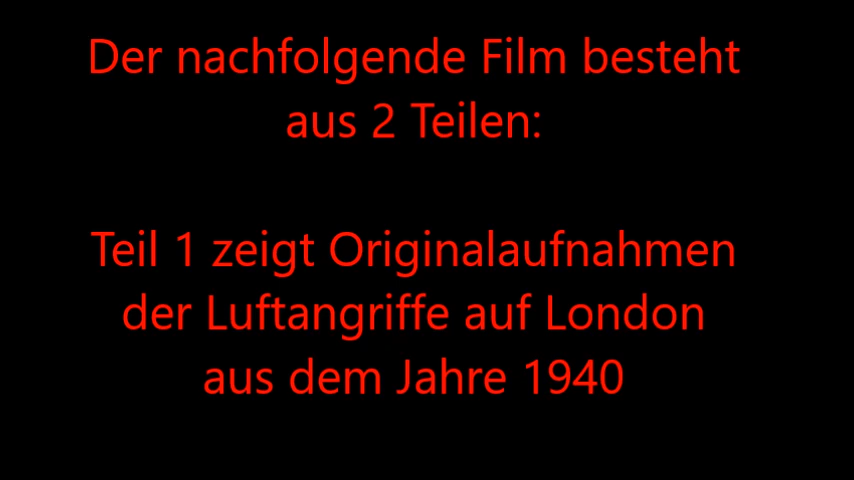 Der nachfolgende Film besteht
aus 2 Teilen:
Teil 1 zeigt Originalaufnahmen
der Luftangriffe auf London
aus dem Jahre 1940